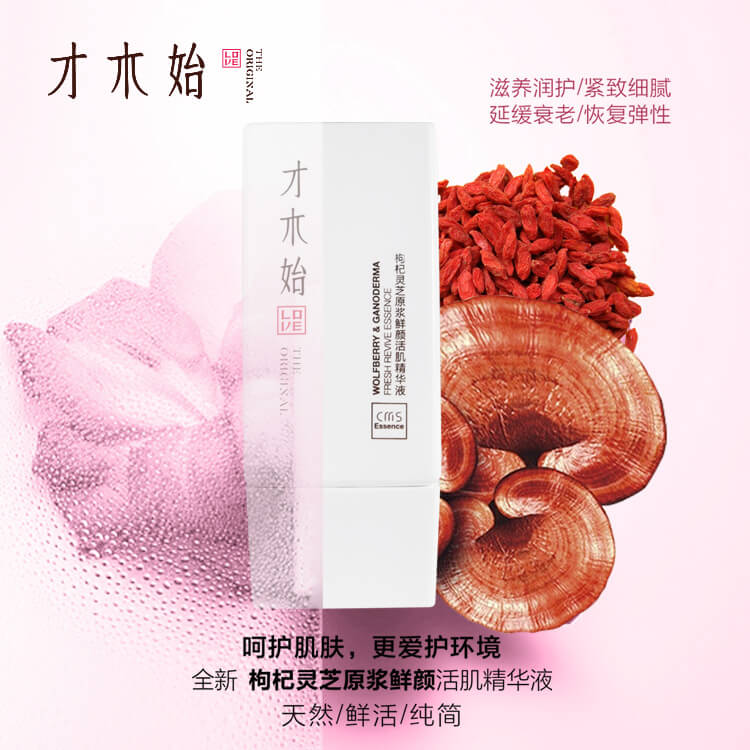 才木始
LOVE
THE
ORIGINAL
滋养润护/紧致细腻
延缓衰老/恢复弹性
才木始
LOVE
THE
ORIGINAL
枸杞灵芝原浆鲜颜活肌精华液
WOLFBERRY & GANODERMA
FRESH REVIVE ESSENCE
CMS
Essence
呵护肌肤，更爱护环境
全新 枸杞灵芝原浆鲜颜活肌精华液
天然/鲜活/纯简